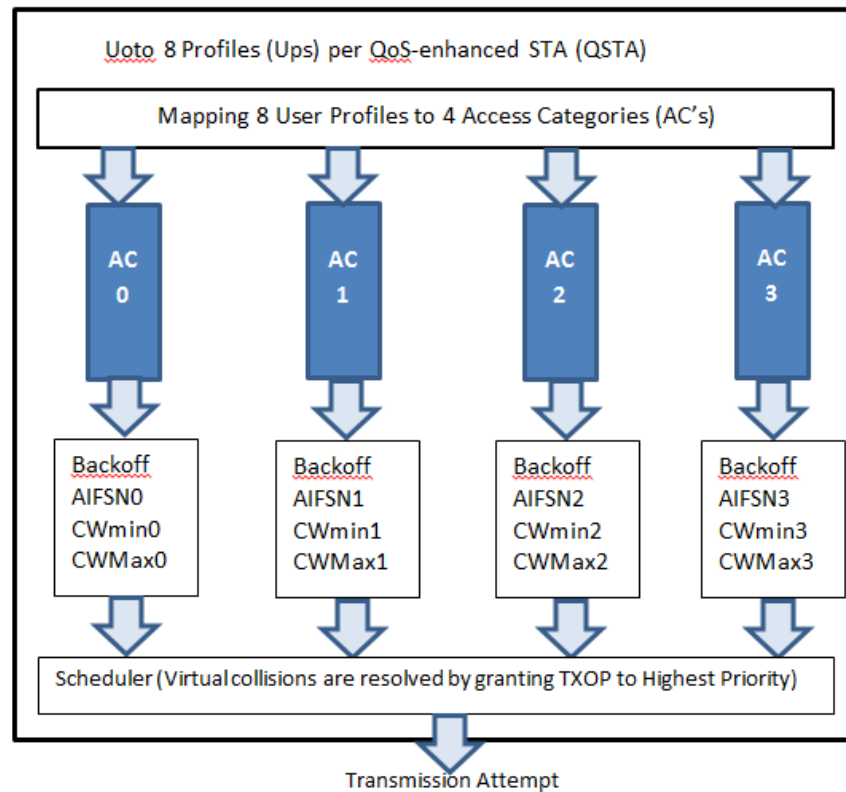 Uoto 8 Profiles (Ups) per QoS-enhanced STA (QSTA)
Mapping 8 User Profiles to 4 Access Categories (AC's)
AC
0
AC
1
AC
2
AC
3
Backoff
AIFSN0
CWmin0
CWMax0
Backoff
AIFSN1
CWmin1
CWMax1
Backoff
AIFSN2
CWmin2
CWMax2
Backoff
AIFSN3
CWmin3
CWMax3
Scheduler (Virtual collisions are resolved by granting TXOP to Highest Priority)
Transmission Attempt